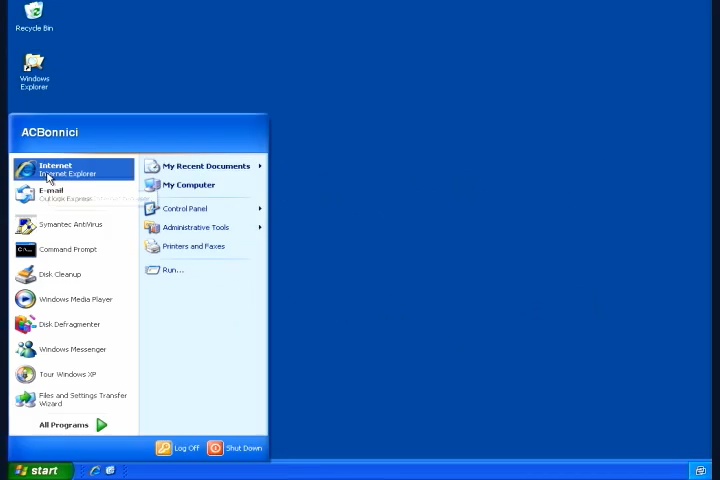 Recycle Bin
Windows
Explorer
ACBonnici
Internet
Internet Explorer
E-mail
Outlook Express
Symantec AntiVirus
Command Prompt
Disk Cleanup
Windows Media Player
Disk Defragmenter
Windows Messenger
Tour Windows XP
Files and Settings Transfer
Wizard
All Programs
My Recent Documents
My Computer
Control Panel
Administrative Tools
Printers and Faxes
Run...
Log Off
Shut Down
start